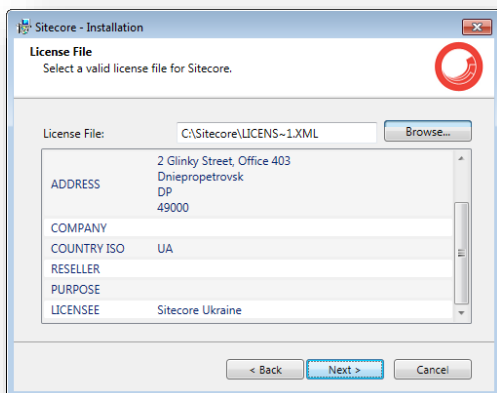 Sitecore - Installation
License File
Select a valid license file for Sitecore.
License File: C:\Sitecore\LICENS~1.XML Browse...
ADDRESS 2 Glinky Street, Office 403
Dniepropetrovsk
DP
49000
COMPANY
COUNTRY ISO UA
RESELLER
PURPOSE
LICENSEE Sitecore Ukraine
< Back Next > Cancel